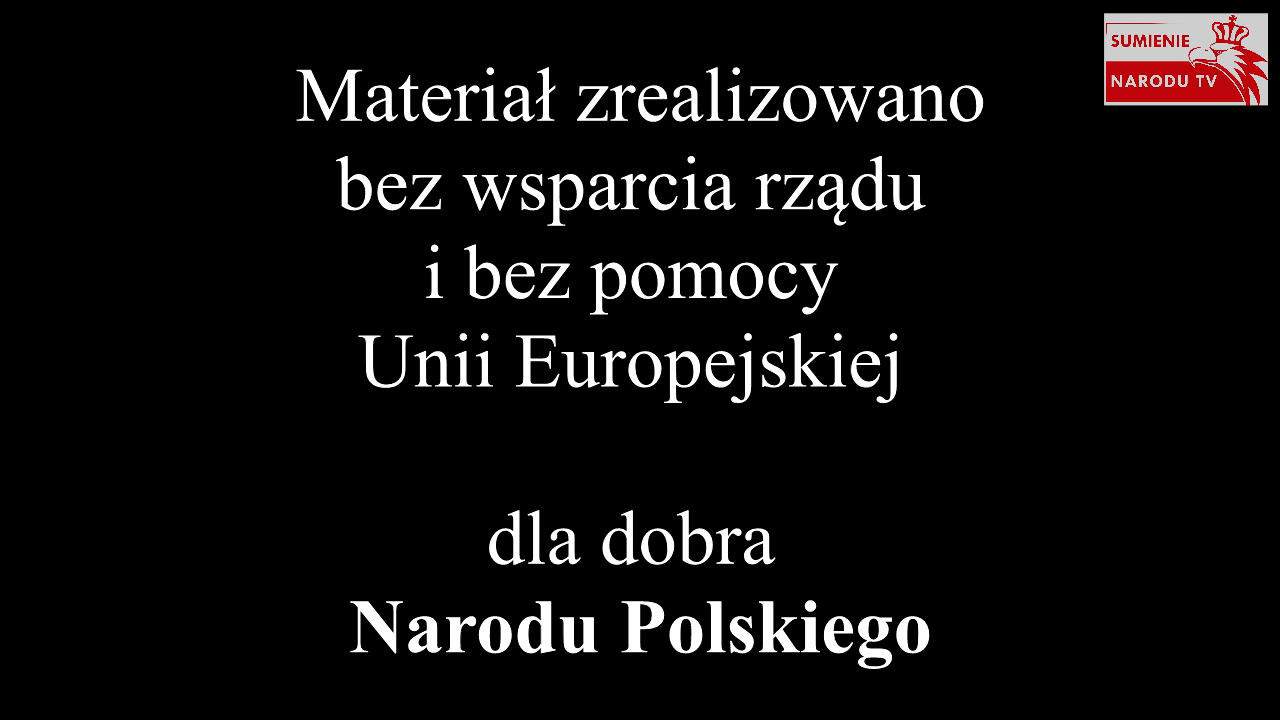 SUMIENIE
NARODU TV
Materiał zrealizowano
bez wsparcia rządu
i bez pomocy
Unii Europejskiej
dla dobra
Narodu Polskiego